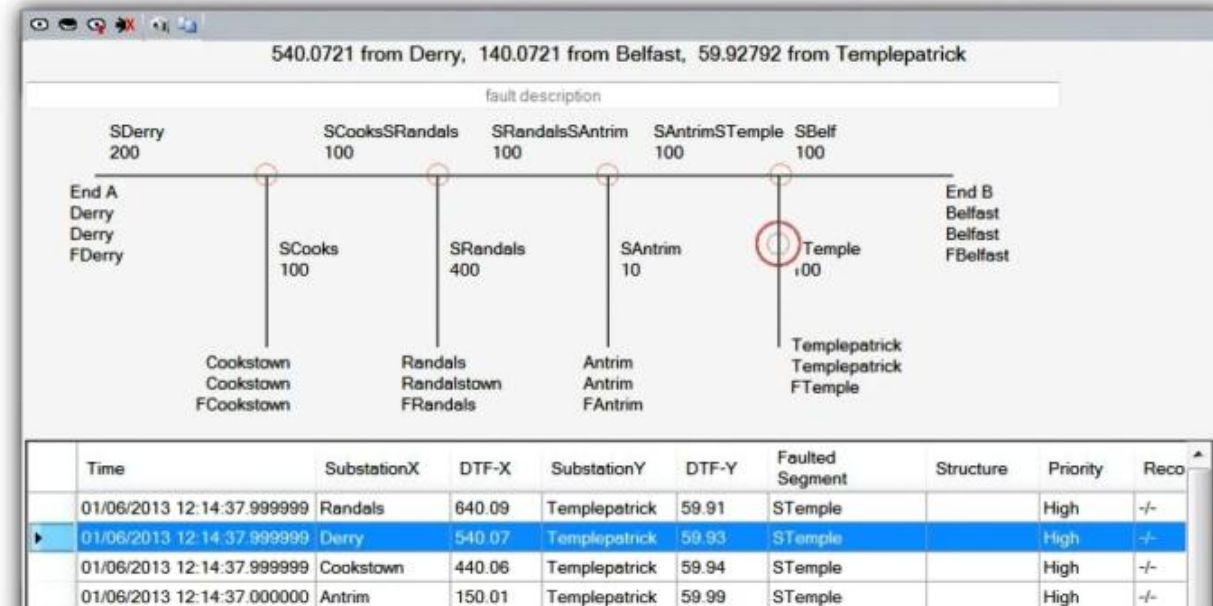 540.0721 from Derry, 140.0721 from Belfast, 59.92792 from Templepatrick
fault description
SDerry SCooksSRandals SRandalsSAntrim SAntrimSTemple SBelf
200 100 100 100 100
End A End B
Derry Belfast
Derry Belfast
FDerry FBelfast
SCooks SRandals SAntrim Temple
100 400 10 00
Cookstown Randals Antrim Templepatrick
Cookstown Randalstown Antrim Templepatrick
FCookstown FRandals FAntrim FTemple
Time SubstationX DTF-X SubstationY DTF-Y Faulted Segment Structure Priority Reco
01/06/2013 12:14:37.999999 Randals 640.09 Templepatrick 59.91 STemple High -/-
01/06/2013 12:14:37.999999 Derry 540.07 Templepatrick 59.93 STemple High -/-
01/06/2013 12:14:37.999999 Cookstown 440.06 Templepatrick 59.94 STemple High -/-
01/06/2013 12:14:37.000000 Antrim 150.01 Templepatrick 59.99 STemple High -/-